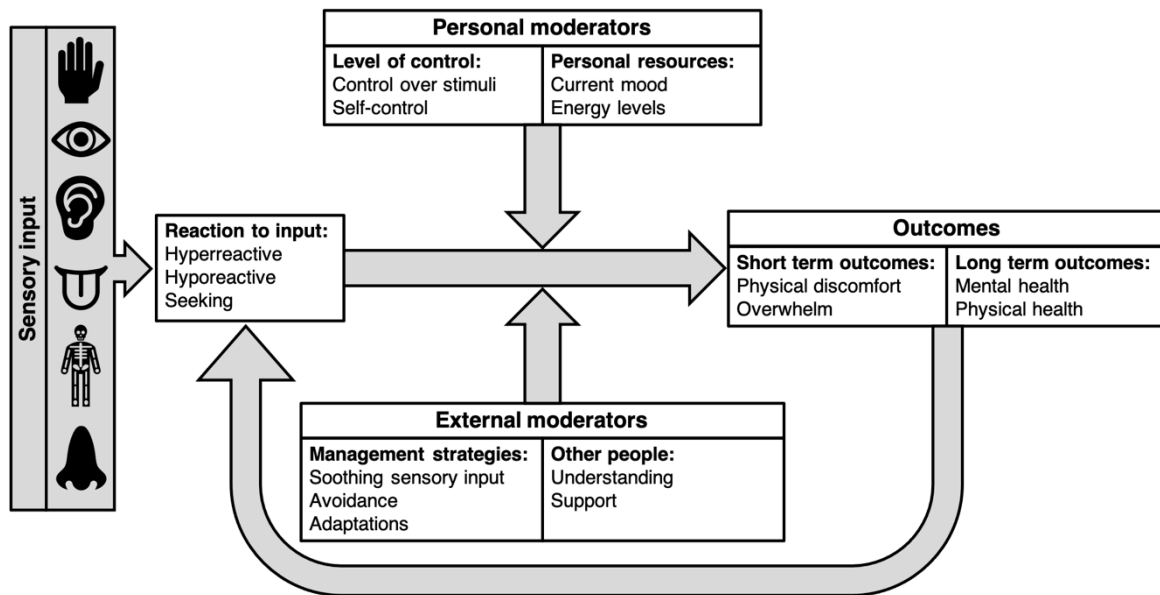 Sensory input
Reaction to input:
Hyperreactive
Hyporeactive
Seeking
Personal moderators
Level of control:
Control over stimuli
Self-control
Personal resources:
Current mood
Energy levels
External moderators
Management strategies:
Soothing sensory input
Avoidance
Adaptations
Other people:
Understanding
Support
Outcomes
Short term outcomes:
Physical discomfort
Overwhelm
Long term outcomes:
Mental health
Physical health